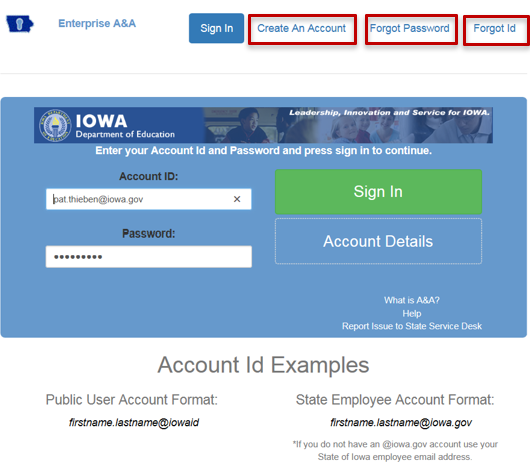 Enterprise A&A
Sign In
Create An Account
Forgot Password
Forgot Id
IOWA
Department of Education
Leadership, Innovation and Service for IOWA.
Enter your Account Id and Password and press sign in to continue.
Account ID:
pat.thieben@iowa.gov
Sign In
Password:
•••••••••
Account Details
What is A&A?
Help
Report Issue to State Service Desk
Account Id Examples
Public User Account Format:
State Employee Account Format:
firstname.lastname@iowaid
firstname.lastname@iowa.gov
*If you do not have an @iowa.gov account use your
State of Iowa employee email address.